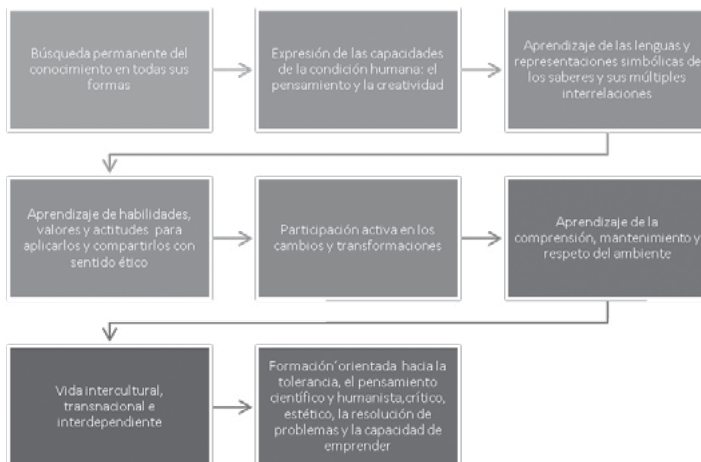 Búsqueda permanente del
conocimiento en todas sus
formas
Expresión de las capacidades
de la condición humana: el
pensamiento y la creatividad
Aprendizaje de las lenguas y
representaciones simbólicas de
los saberes y sus múltiples
interrelaciones
Aprendizaje de habilidades,
valores y actitudes para
aplicarlos y compartirlos con
sentido ético
Participación activa en los
cambios y transformaciones
Aprendizaje de la
comprensión, mantenimiento y
respeto del ambiente
Vida intercultural,
transnacional e
interdependiente
Formación orientada hacia la
tolerancia, el pensamiento
científico y humanista,crítico,
estético, la resolución de
problemas y la capacidad de
emprender